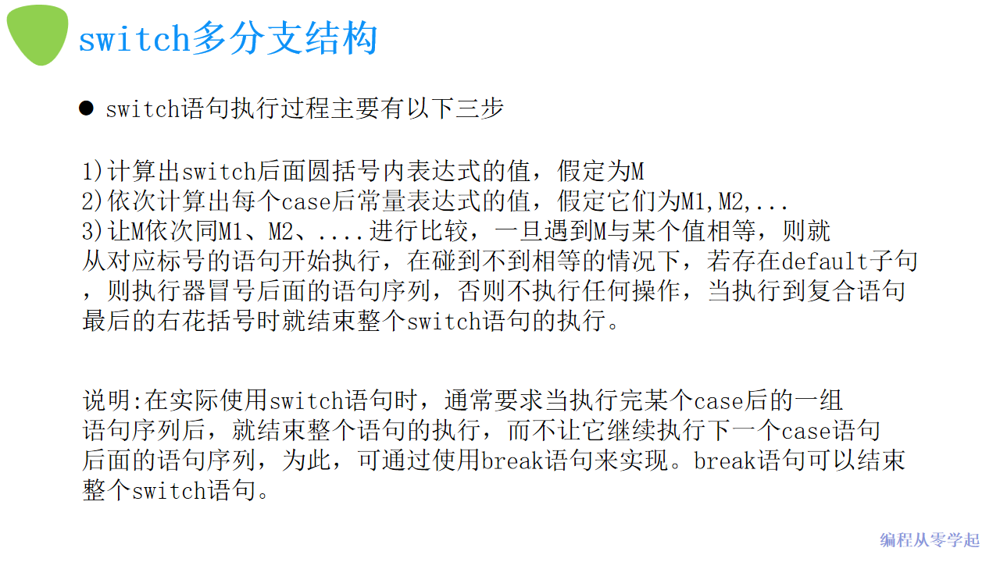 switch多分支结构
switch语句执行过程主要有以下三步
1)计算出switch后面圆括号内表达式的值，假定为M
2)依次计算出每个case后常量表达式的值，假定它们为M1,M2,...
3)让M依次同M1、M2、....进行比较，一旦遇到M与某个值相等，则就
从对应标号的语句开始执行，在碰到不到相等的情况下，若存在default子句
，则执行器冒号后面的语句序列，否则不执行任何操作，当执行到复合语句
最后的右花括号时就结束整个switch语句的执行。
说明:在实际使用switch语句时，通常要求当执行完某个case后的一组
语句序列后，就结束整个语句的执行，而不让它继续执行下一个case语句
后面的语句序列，为此，可通过使用break语句来实现。break语句可以结束
整个switch语句。
编程从零学起